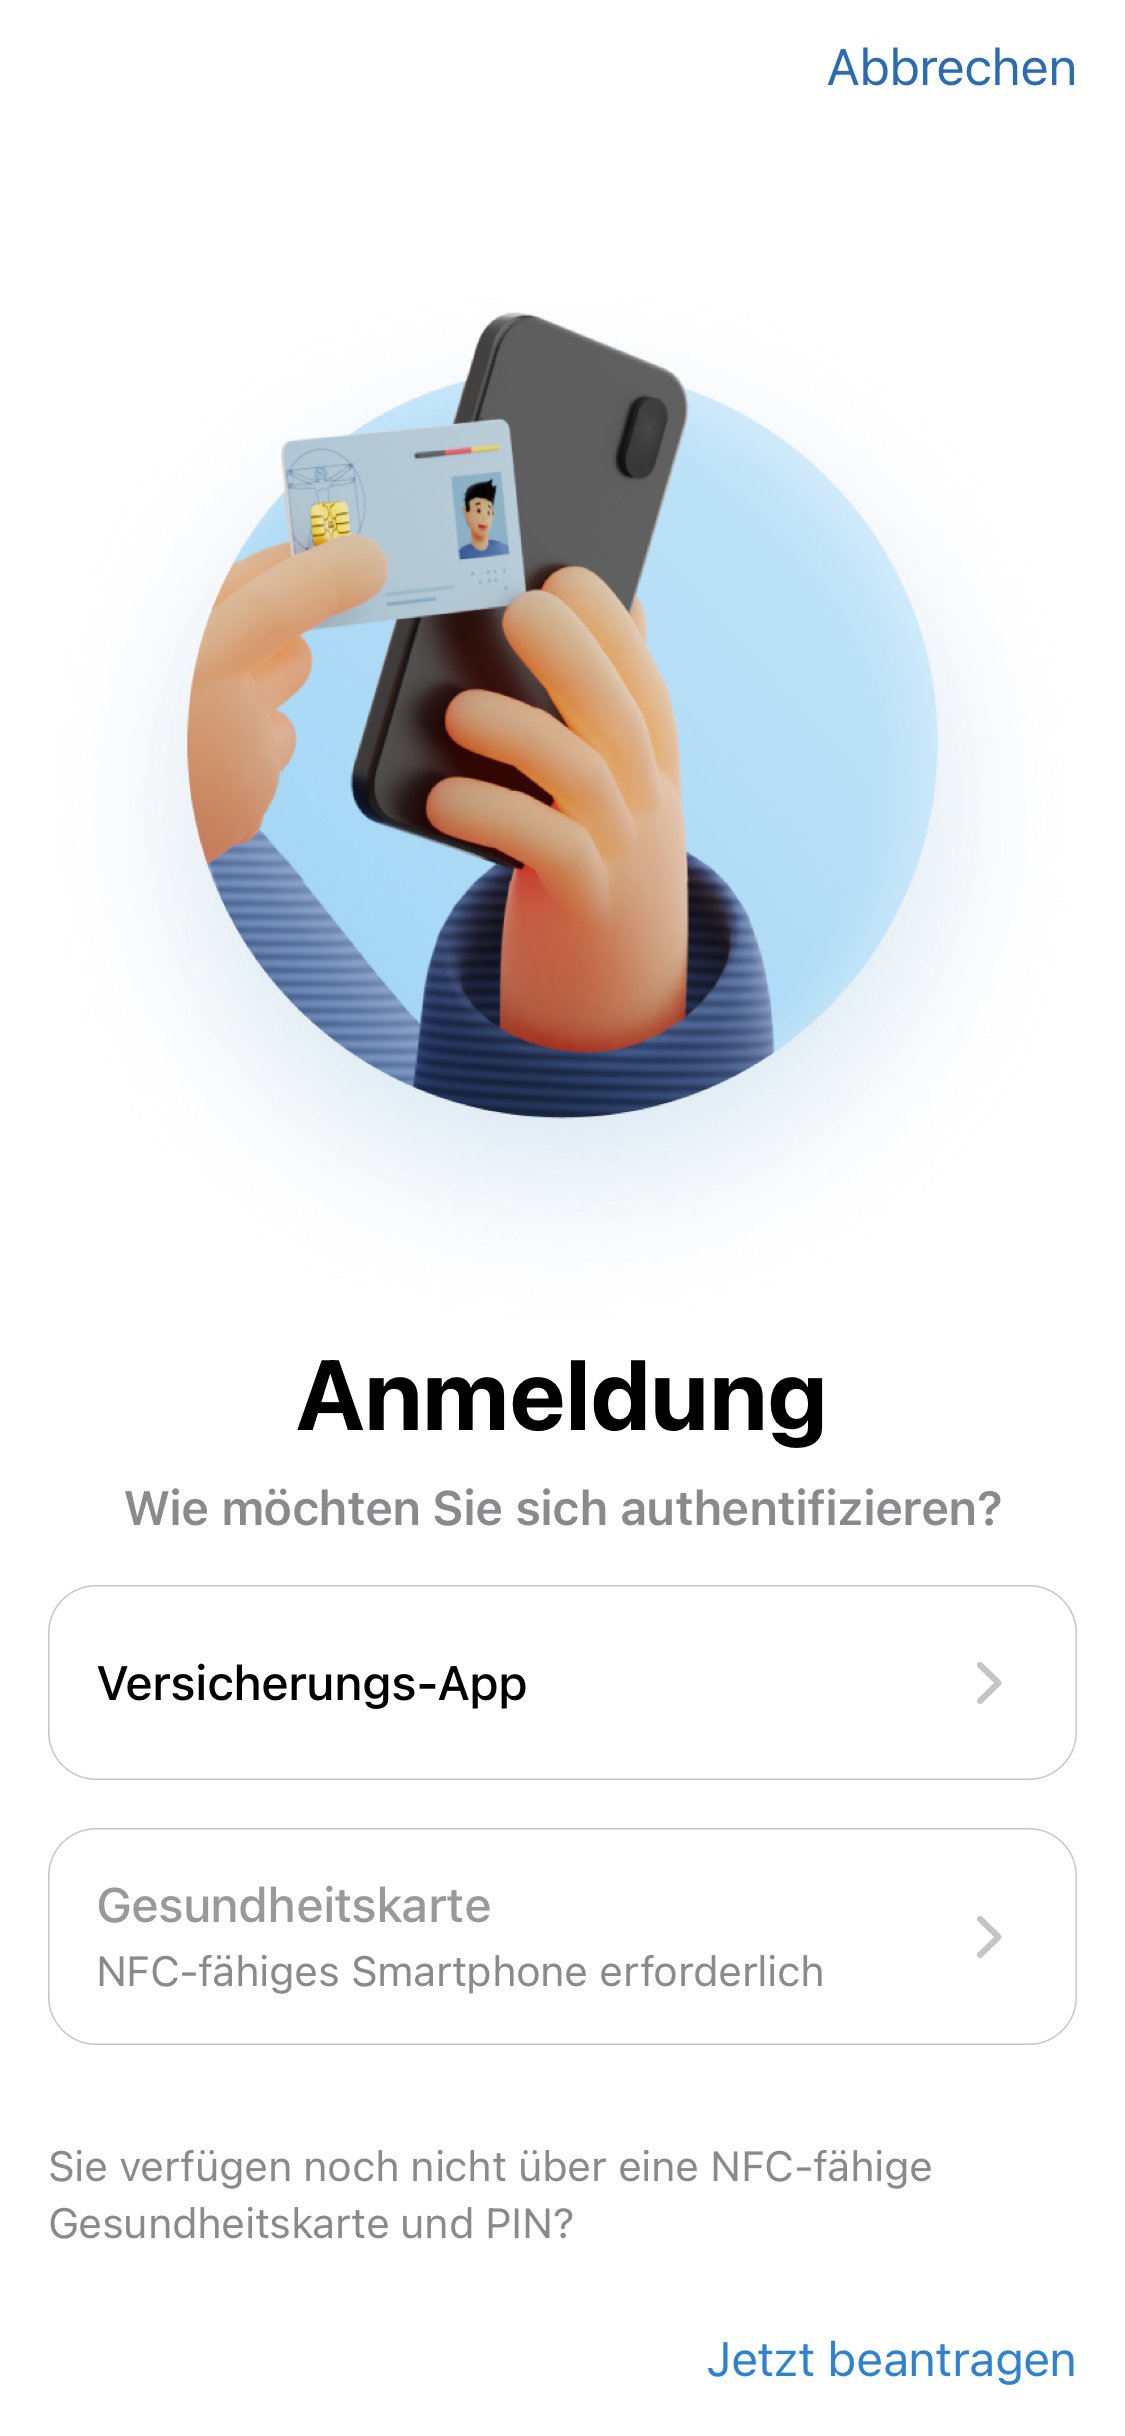 Abbrechen
Anmeldung
Wie möchten Sie sich authentifizieren?
Versicherungs-App
Gesundheitskarte
NFC-fähiges Smartphone erforderlich
Sie verfügen noch nicht über eine NFC-fähige
Gesundheitskarte und PIN?
Jetzt beantragen